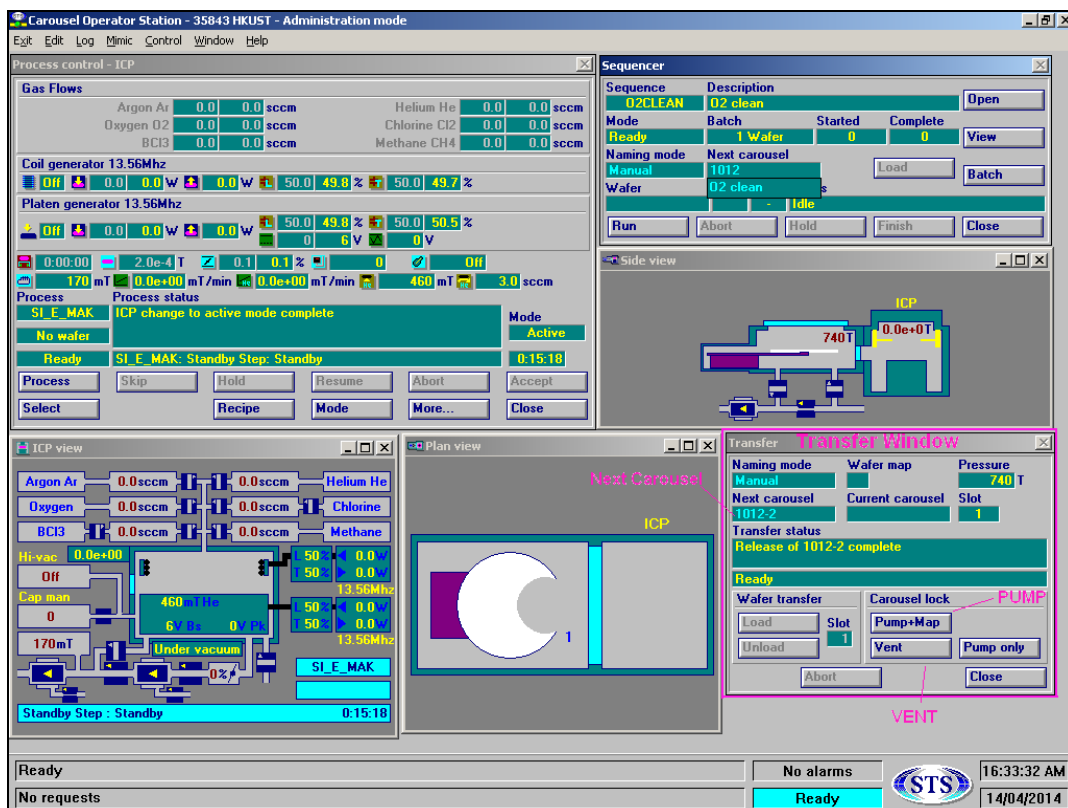 Carousel Operator Station - 35843 HKUST - Administration mode
Exit Edit Log Mimic Control Window Help
Process control - ICP
Gas Flows
Argon Ar 0.0 0.0 sccm Helium He 0.0 0.0 sccm
Oxygen O2 0.0 0.0 sccm Chlorine Cl2 0.0 0.0 sccm
BCl3 0.0 0.0 sccm Methane CH4 0.0 0.0 sccm
Coil generator 13.56Mhz
Off 0.0 0.0 W 0.0 W 50.0 49.8 % 50.0 49.7 %
Platen generator 13.56Mhz
Off 0.0 0.0 W 0.0 W 50.0 49.8 % 50.0 50.5 %
0 6 V 0 V
0:00:00 2.0e-4 T 0.1 0.1 % 0 Off
170 mT 0.0e+00 mT/min 0.0e+00 mT/min 460 mT 3.0 sccm
Process Process status
SI_E_MAK ICP change to active mode complete
Mode
No wafer Active
Ready SI_E_MAK: Standby Step: Standby 0:15:18
Process Skip Hold Resume Abort Accept
Select Recipe Mode More... Close
Sequencer
Sequence Description
O2CLEAN O2 clean Open
Mode Batch Started Complete
Ready 1 Wafer 0 0 View
Naming mode Next carousel
Manual 1012 Load Batch
Wafer O2 clean s
- Idle
Run Abort Hold Finish Close
Side view
ICP
740T 0.0e+0T
ICP view
Argon Ar 0.0sccm 0.0sccm Helium He
Oxygen 0.0sccm 0.0sccm Chlorine
BCl3 0.0sccm 0.0sccm Methane
Hi-vac 0.0e+00 L 50% 0.0W
Off T 50% 0.0W
13.56Mhz
Cap man
0 460mTHe L 50% 0.0W
6V Bs 0V Pk T 50% 0.0W
13.56Mhz
170mT Under vacuum
0% SI_E_MAK
Standby Step : Standby 0:15:18
Plan view
ICP
1
Next Carousel
Transfer Transfer Window
Naming mode Wafer map Pressure
Manual 740 T
Next carousel Current carousel Slot
1012-2 1
Transfer status
Release of 1012-2 complete
Ready
Wafer transfer Carousel lock PUMP
Load Slot Pump+Map
Unload 1 Vent Pump only
Abort Close
VENT
Ready No alarms STS 16:33:32 AM
No requests Ready 14/04/2014